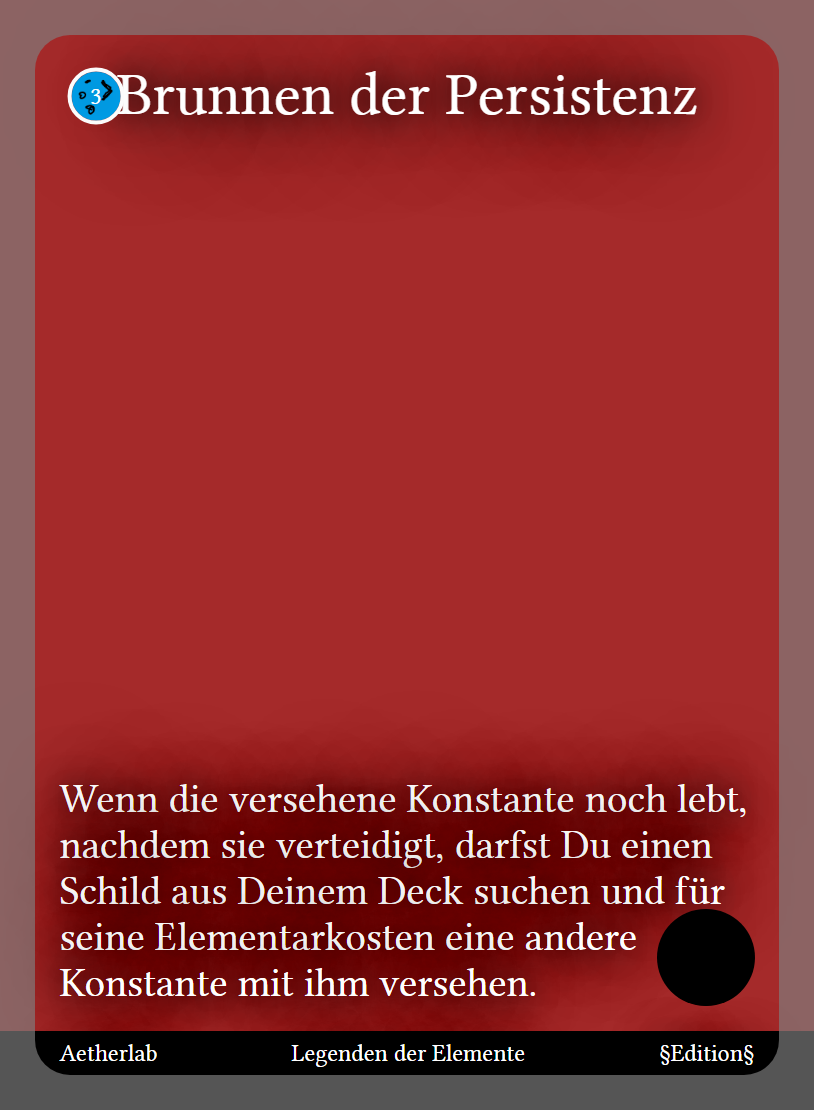 3
Brunnen der Persistenz
Wenn die versehene Konstante noch lebt,
nachdem sie verteidigt, darfst Du einen
Schild aus Deinem Deck suchen und für
seine Elementarkosten eine andere
Konstante mit ihm versehen.
Aetherlab
Legenden der Elemente
§Edition§